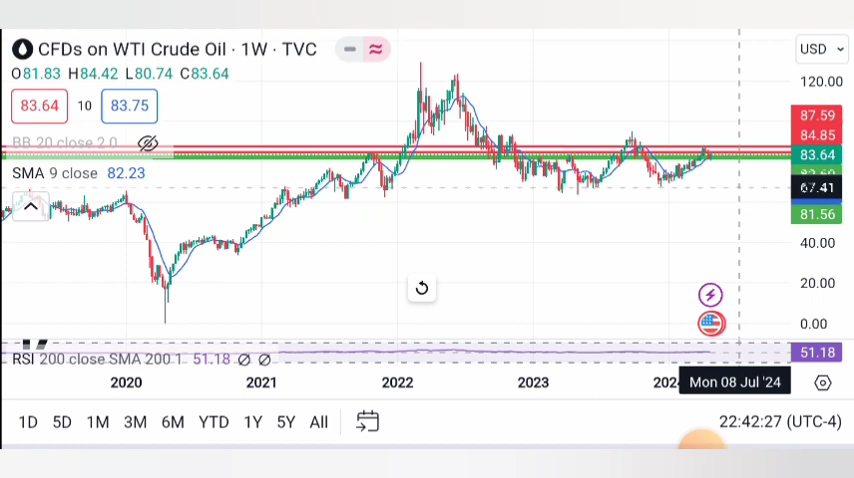 CFDs on WTI Crude Oil · 1W · TVC
USD
O81.83 H84.42 L80.74 C83.64
120.00
83.64 10 83.75
87.59
84.85
BB 20 close 2.0
83.64
SMA 9 close 82.23
67.41
81.56
40.00
20.00
0.00
RSI 200 close SMA 200 1 51.18 ∅ ∅
51.18
2020 2021 2022 2023 2024 Mon 08 Jul '24
1D 5D 1M 3M 6M YTD 1Y 5Y All 22:42:27 (UTC-4)